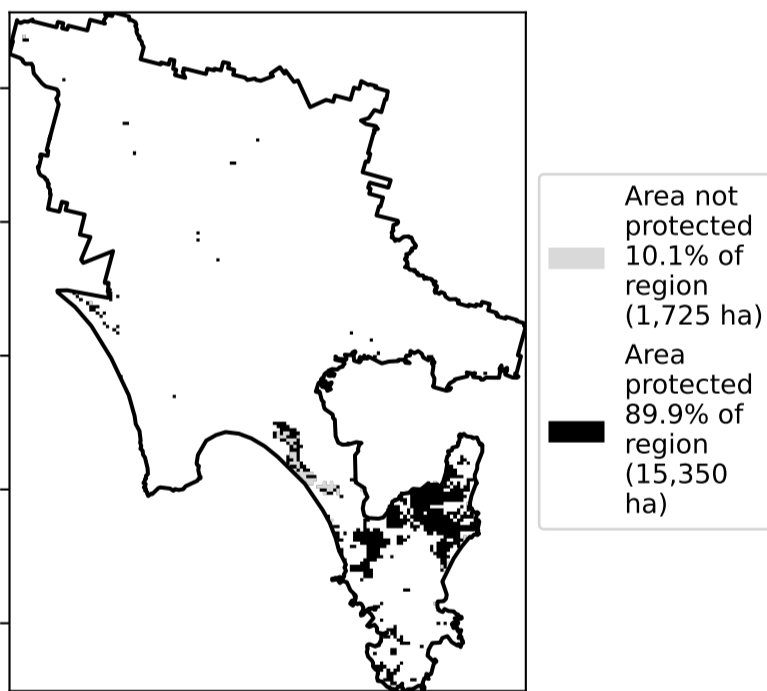 Area not
protected
10.1% of
region
(1,725 ha)
Area
protected
89.9% of
region
(15,350
ha)